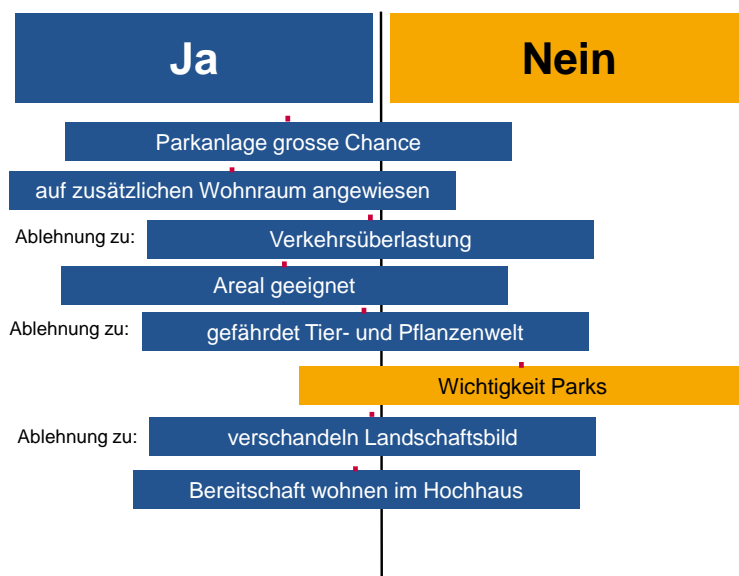 Ja
Nein
Parkanlage grosse Chance
auf zusätzlichen Wohnraum angewiesen
Ablehnung zu: Verkehrsüberlastung
Areal geeignet
Ablehnung zu: gefährdet Tier- und Pflanzenwelt
Wichtigkeit Parks
Ablehnung zu: verschandeln Landschaftsbild
Bereitschaft wohnen im Hochhaus